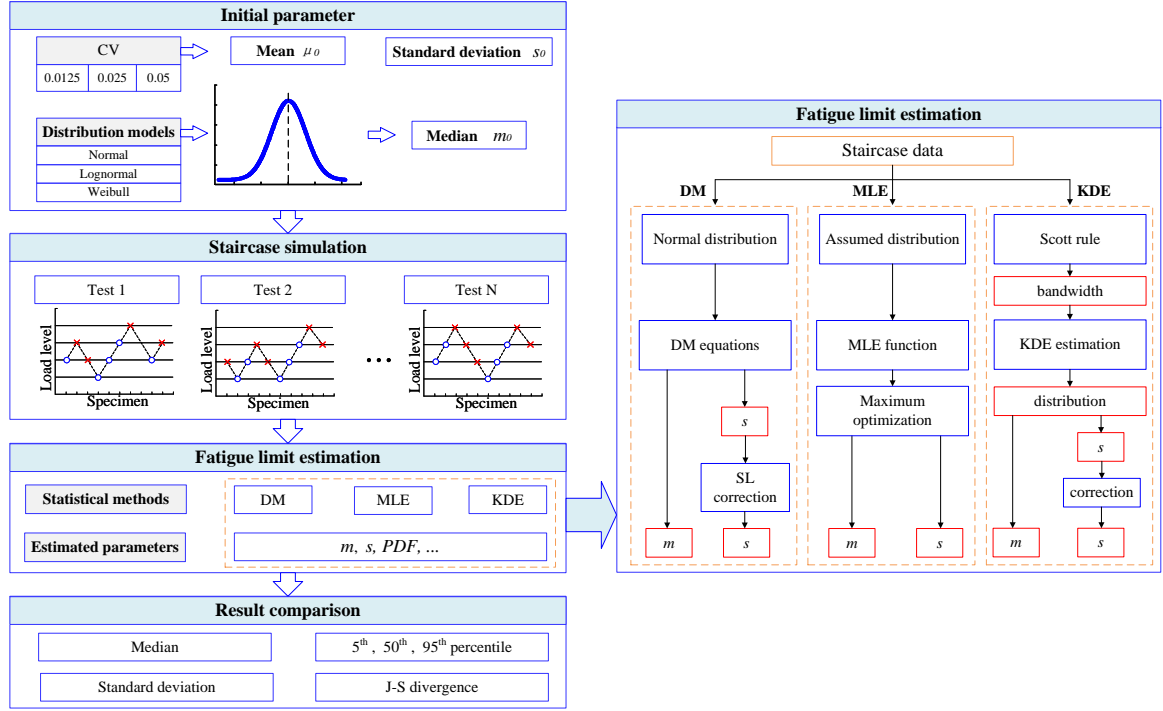 Initial parameter
CV
0.0125 0.025 0.05
Mean μ0
Standard deviation s0
Distribution models
Normal
Lognormal
Weibull
Median m0
Staircase simulation
Test 1
Test 2
Test N
Load level
Specimen
Load level
Specimen
...
Load level
Specimen
Fatigue limit estimation
Statistical methods
DM
MLE
KDE
Estimated parameters
m, s, PDF, ...
Result comparison
Median
5th , 50th , 95th percentile
Standard deviation
J-S divergence
Fatigue limit estimation
Staircase data
DM
MLE
KDE
Normal distribution
DM equations
s
SL
correction
m
s
Assumed distribution
MLE function
Maximum
optimization
m
s
Scott rule
bandwidth
KDE estimation
distribution
s
correction
m
s